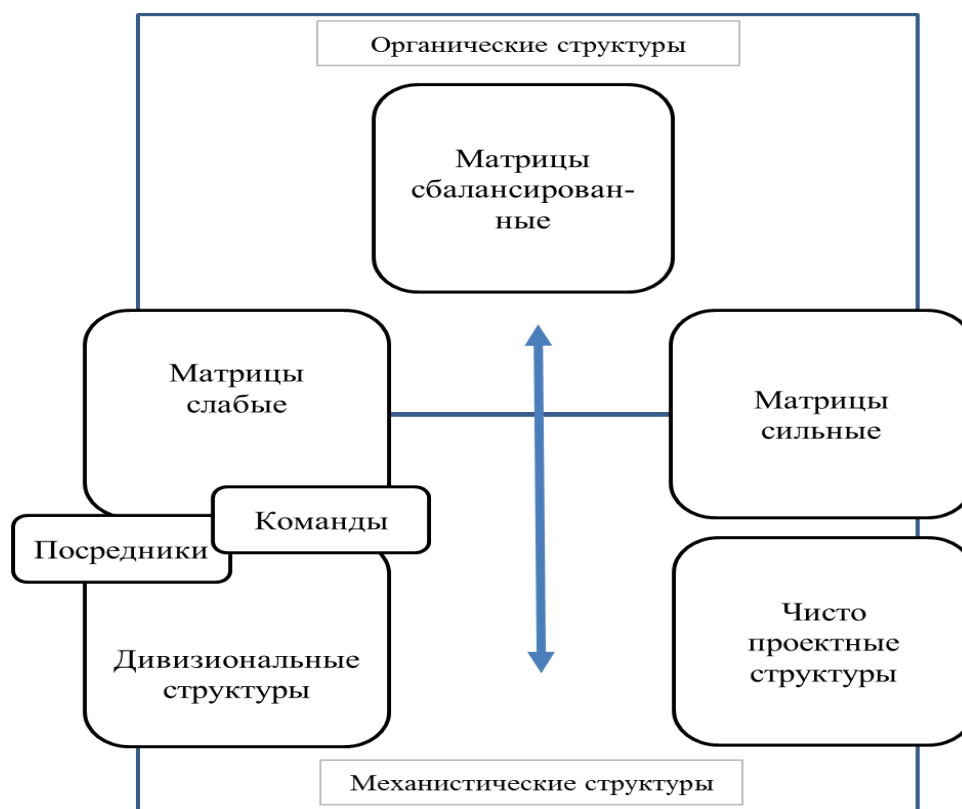 Органические структуры
Матрицы
сбалансирован-
ные
Матрицы
слабые
Матрицы
сильные
Команды
Посредники
Дивизиональные
структуры
Чисто
проектные
структуры
Механистические структуры